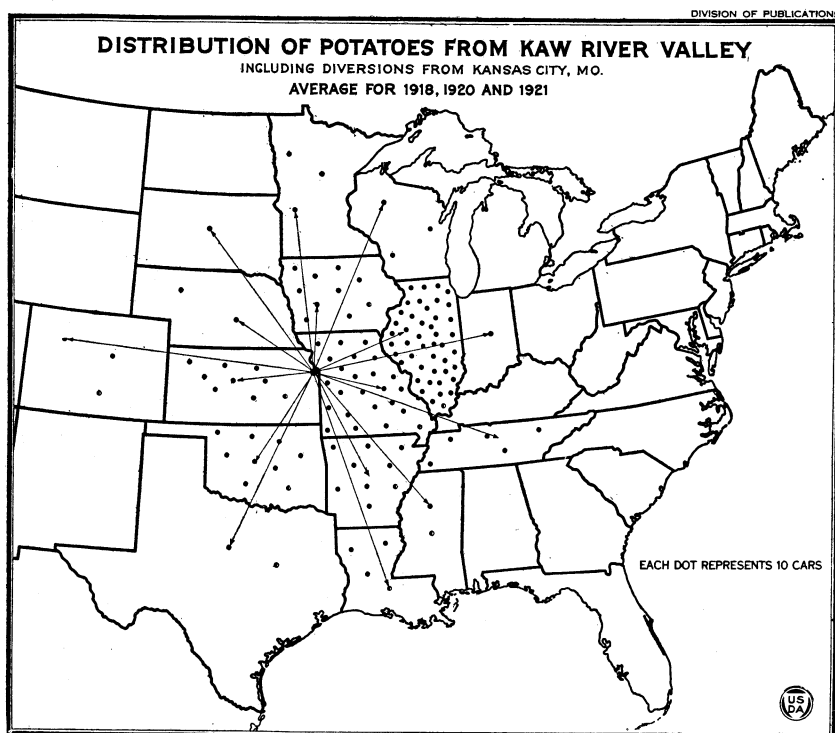 DIVISION OF PUBLICATIONS
DISTRIBUTION OF POTATOES FROM KAW RIVER VALLEY
INCLUDING DIVERSIONS FROM KANSAS CITY, MO.
AVERAGE FOR 1918, 1920 AND 1921
EACH DOT REPRESENTS 10 CARS
US
DA